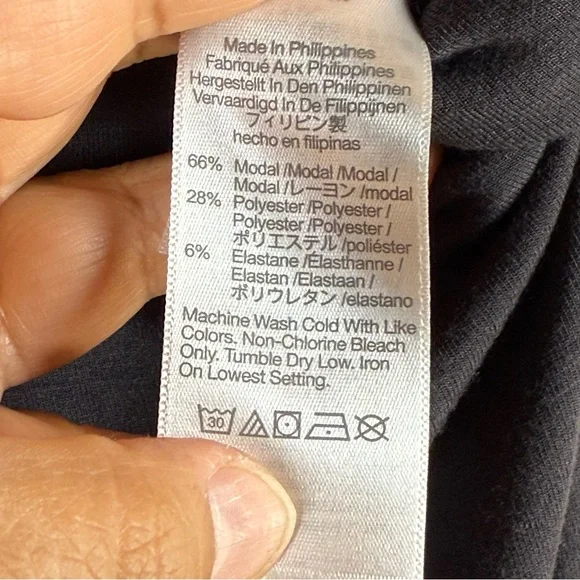 Made In Philippines
Fabriqué Aux Philippines
Hergestellt In Den Philippinen
Vervaardigd In De Filippijnen
フィリピン製
hecho en filipinas
66% Modal /Modal /Modal /
Modal /レーヨン /modal
28% Polyester /Polyester /
Polyester /Polyester /
ポリエステル /poliéster
6% Elastane /Élasthanne /
Elastan /Elastaan /
ポリウレタン /elastano
Machine Wash Cold With Like
Colors. Non-Chlorine Bleach
Only. Tumble Dry Low. Iron
On Lowest Setting.
30